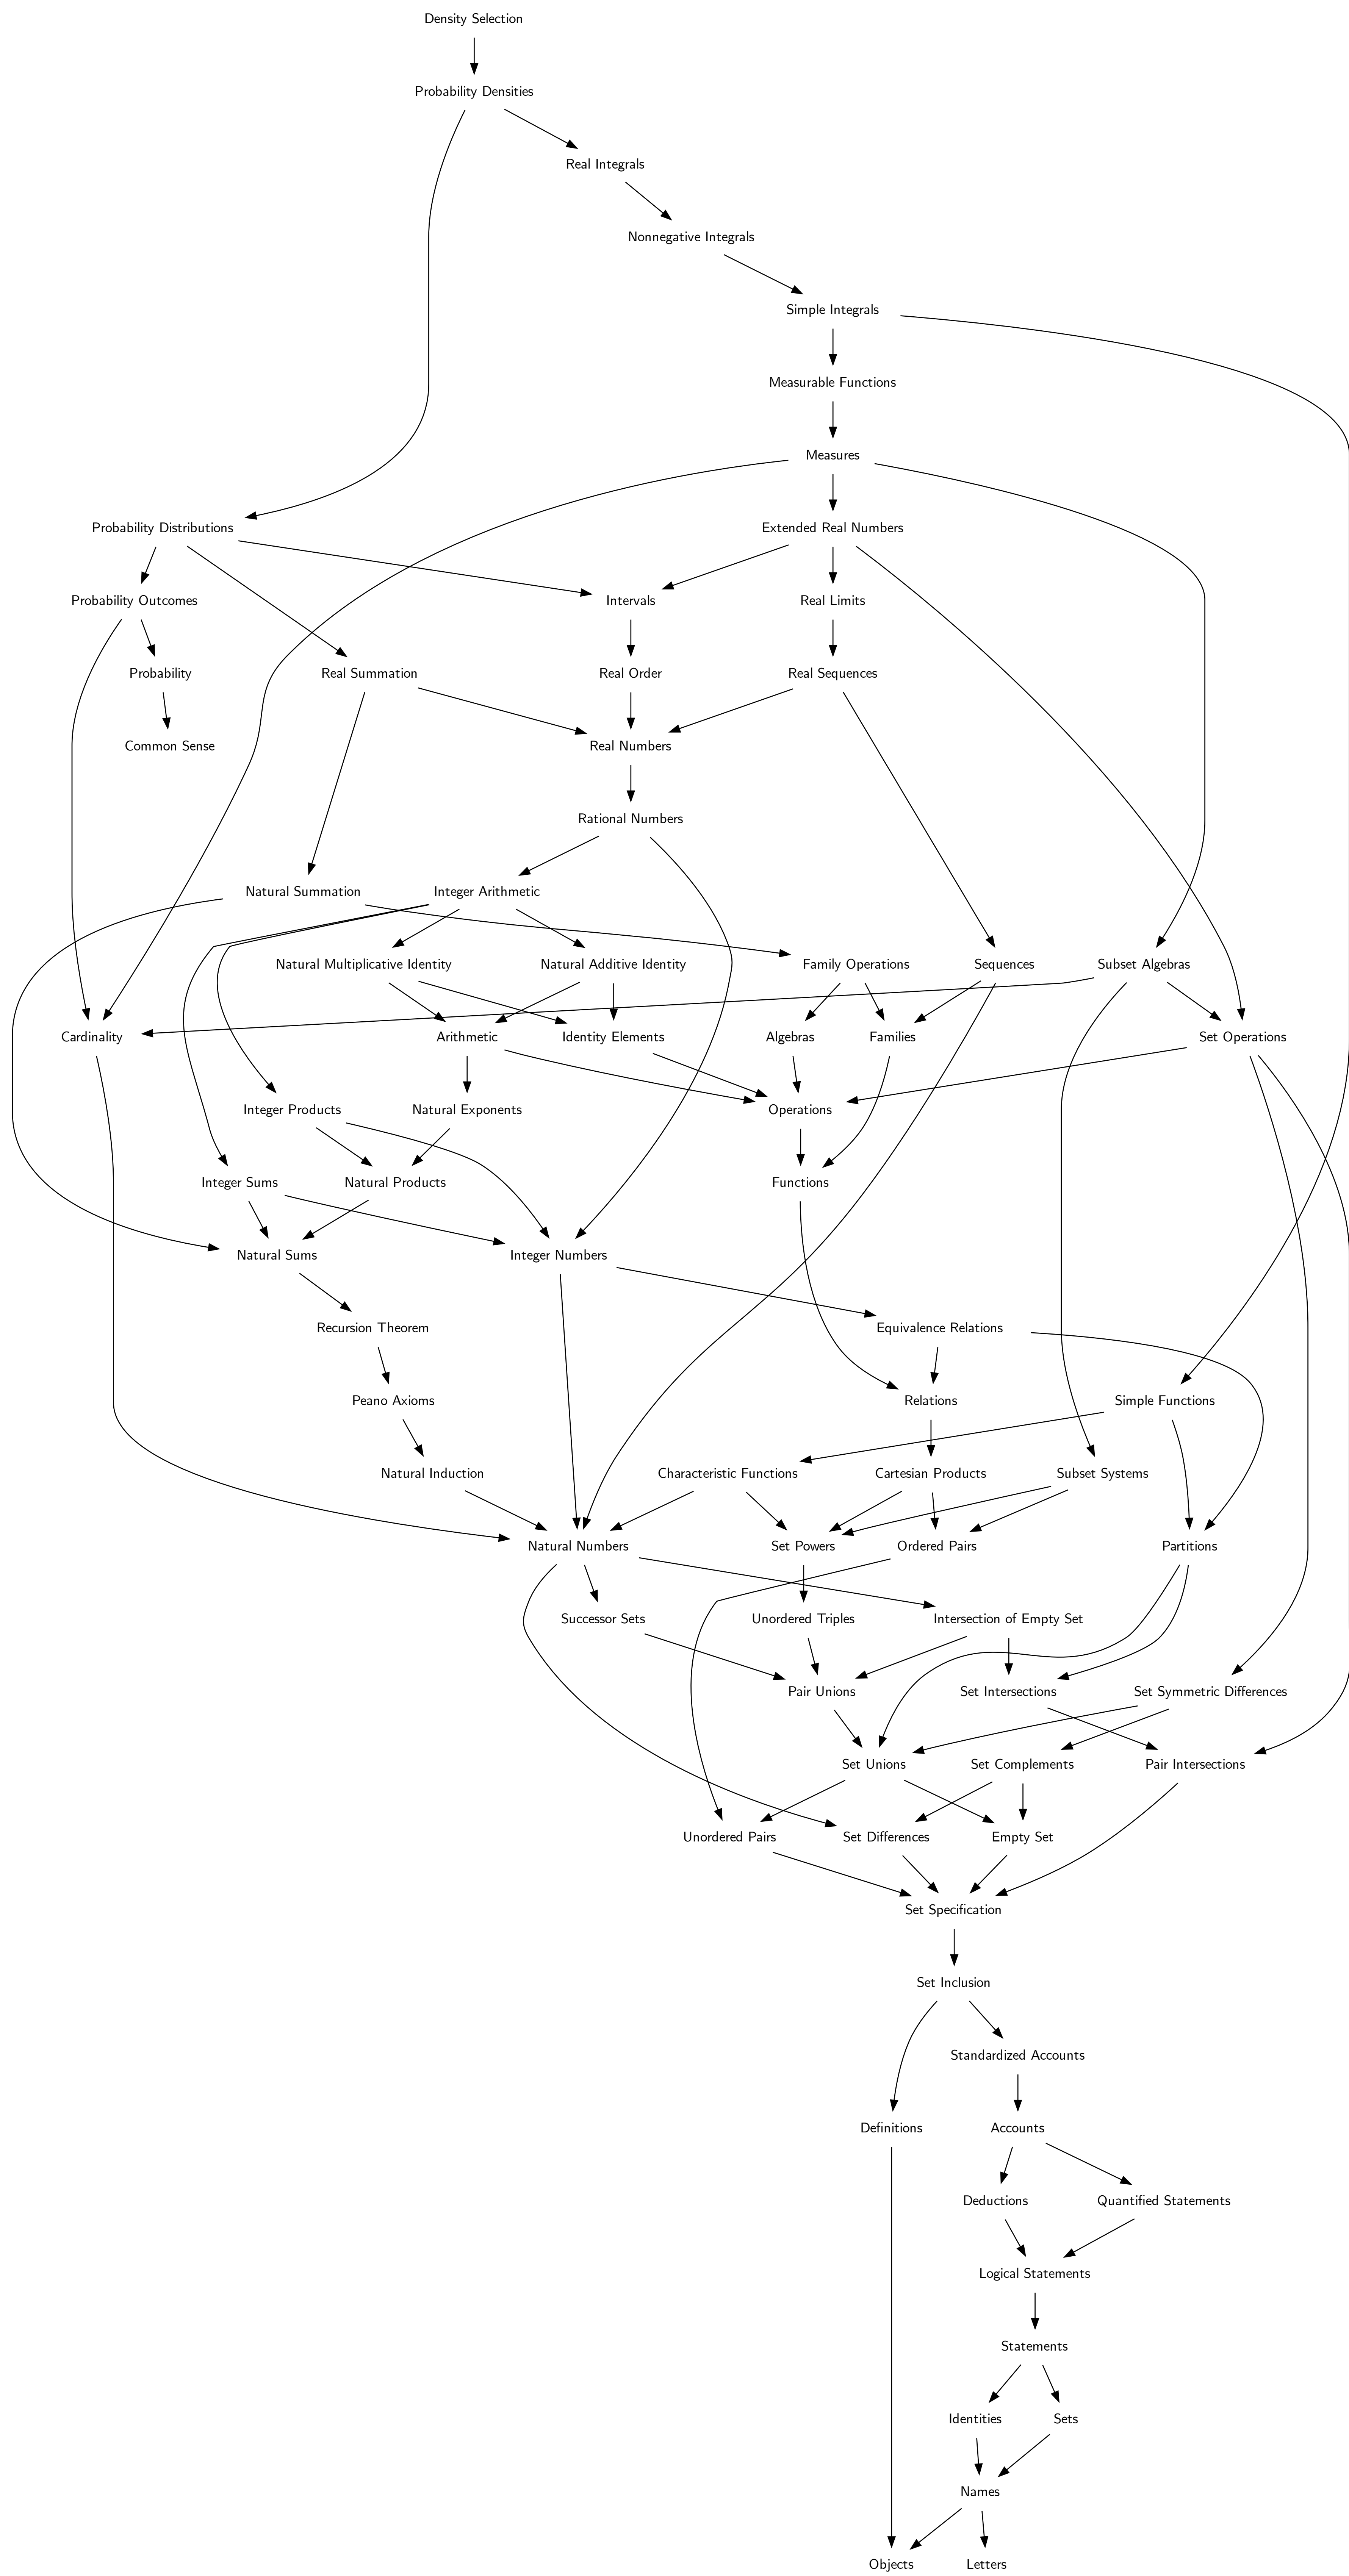 Density Selection
Probability Densities
Real Integrals
Nonnegative Integrals
Simple Integrals
Measurable Functions
Measures
Probability Distributions
Extended Real Numbers
Probability Outcomes
Intervals
Real Limits
Probability
Real Summation
Real Order
Real Sequences
Common Sense
Real Numbers
Rational Numbers
Natural Summation
Integer Arithmetic
Natural Multiplicative Identity
Natural Additive Identity
Family Operations
Sequences
Subset Algebras
Cardinality
Arithmetic
Identity Elements
Algebras
Families
Set Operations
Integer Products
Natural Exponents
Operations
Integer Sums
Natural Products
Functions
Natural Sums
Integer Numbers
Recursion Theorem
Equivalence Relations
Peano Axioms
Relations
Simple Functions
Natural Induction
Characteristic Functions
Cartesian Products
Subset Systems
Natural Numbers
Set Powers
Ordered Pairs
Partitions
Successor Sets
Unordered Triples
Intersection of Empty Set
Pair Unions
Set Intersections
Set Symmetric Differences
Set Unions
Set Complements
Pair Intersections
Unordered Pairs
Set Differences
Empty Set
Set Specification
Set Inclusion
Standardized Accounts
Definitions
Accounts
Deductions
Quantified Statements
Logical Statements
Statements
Identities
Sets
Names
Objects
Letters